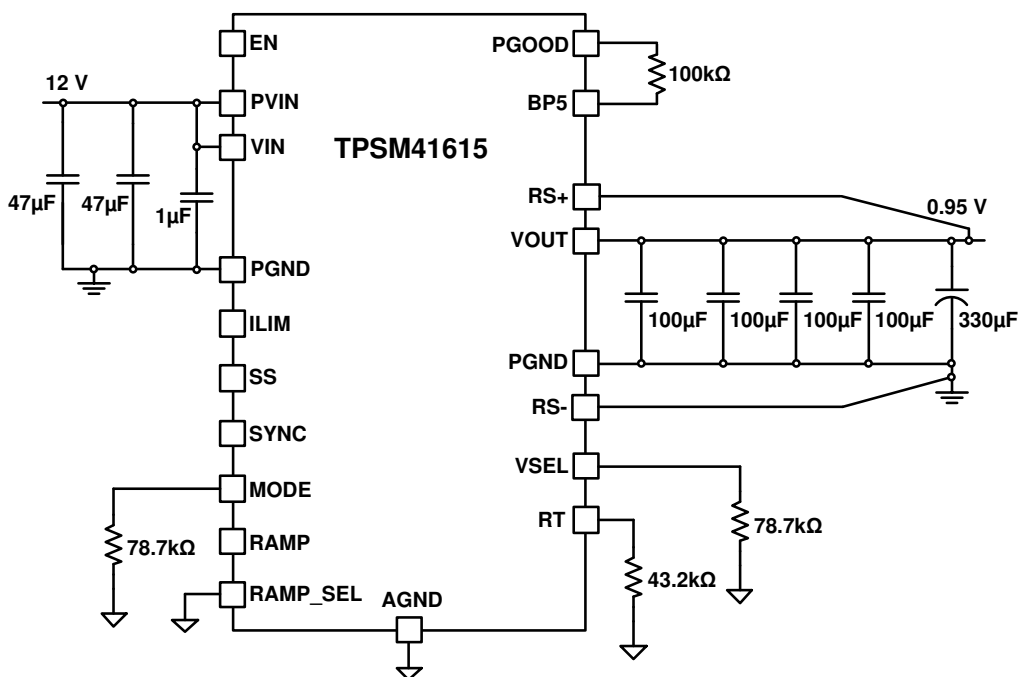 EN
PGOOD
100kΩ
12 V
PVIN
BP5
VIN
TPSM41615
47µF
47µF
1µF
RS+
0.95 V
VOUT
PGND
ILIM
100µF
100µF
100µF
100µF
330µF
PGND
SS
RS-
SYNC
VSEL
MODE
RT
78.7kΩ
78.7kΩ
RAMP
43.2kΩ
RAMP_SEL
AGND